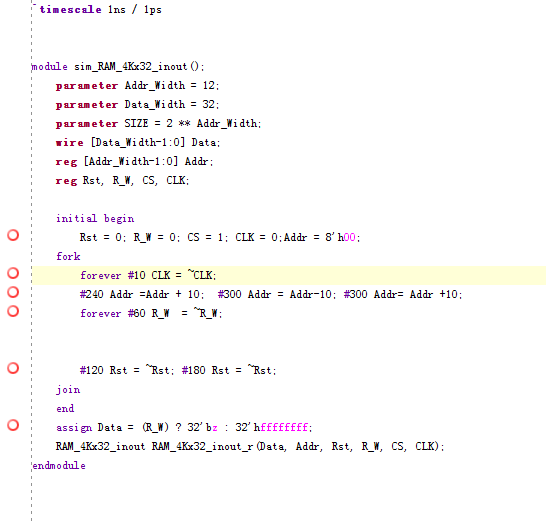 `timescale 1ns / 1ps
module sim_RAM_4Kx32_inout();
parameter Addr_Width = 12;
parameter Data_Width = 32;
parameter SIZE = 2 ** Addr_Width;
wire [Data_Width-1:0] Data;
reg [Addr_Width-1:0] Addr;
reg Rst, R_W, CS, CLK;
initial begin
Rst = 0; R_W = 0; CS = 1; CLK = 0;Addr = 8'h00;
fork
forever #10 CLK = ~CLK;
#240 Addr =Addr + 10;  #300 Addr = Addr-10; #300 Addr= Addr +10;
forever #60 R_W  = ~R_W;
#120 Rst = ~Rst; #180 Rst = ~Rst;
join
end
assign Data = (R_W) ? 32'bz : 32'hffffffff;
RAM_4Kx32_inout RAM_4Kx32_inout_r(Data, Addr, Rst, R_W, CS, CLK);
endmodule